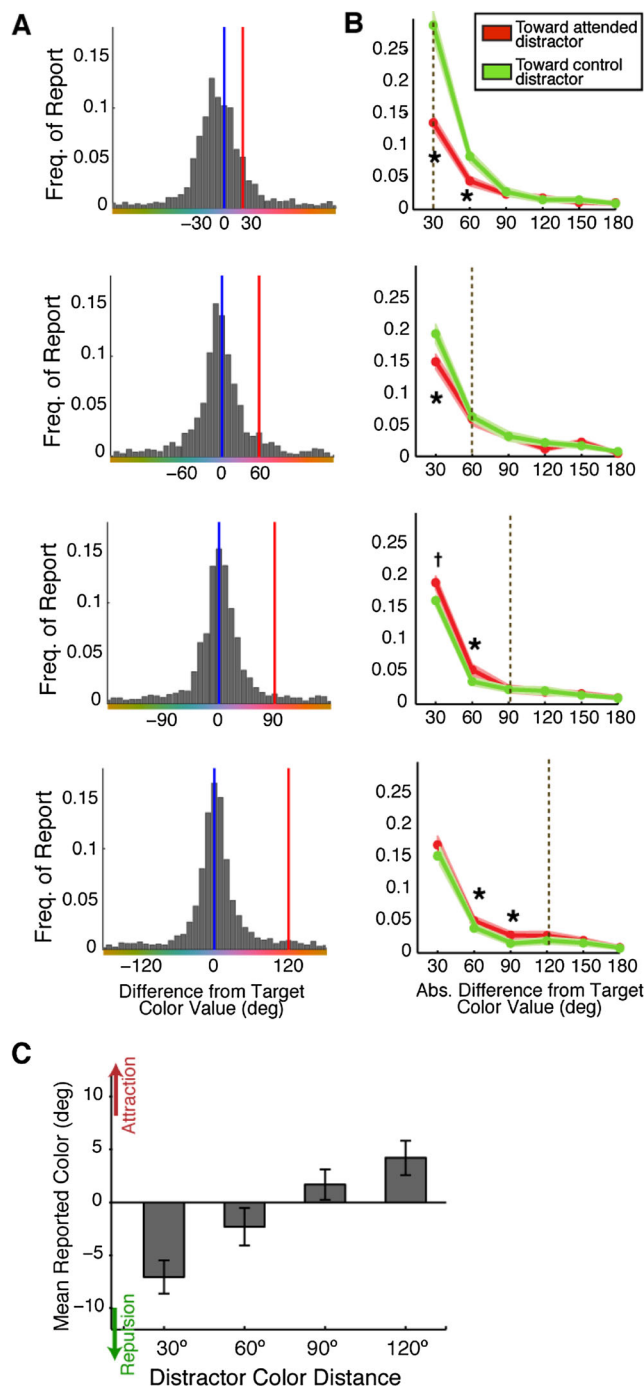 A
Freq. of Report
0.1
0.05
0
−30 0 30
B
Toward attended
distractor
Toward control
distractor
0.25
0.2
0.15
0.1
0.05
0
*
*
30 60 90 120 150 180
Freq. of Report
0.15
0.1
0.05
0
−60 0 60
0.25
0.2
0.15
0.1
0.05
0
*
30 60 90 120 150 180
Freq. of Report
0.15
0.1
0.05
0
−90 0 90
0.25
0.2
0.15
0.1
0.05
0
†
*
30 60 90 120 150 180
Freq. of Report
0.15
0.1
0.05
0
−120 0 120
Difference from Target
Color Value (deg)
0.25
0.2
0.15
0.1
0.05
0
*
*
30 60 90 120 150 180
Abs. Difference from Target
Color Value (deg)
C
Mean Reported Color (deg)
Attraction
Repulsion
10
5
0
−5
−10
30º 60º 90º 120º
Distractor Color Distance